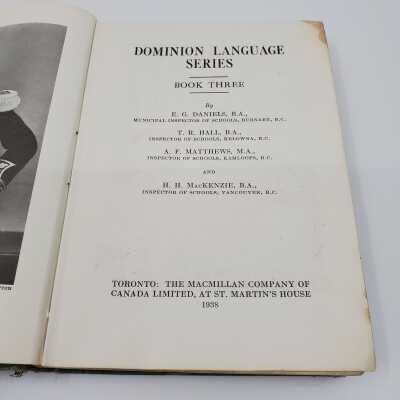 DOMINION LANGUAGE
SERIES
BOOK THREE
By
E. G. DANIELS, B.A.,
MUNICIPAL INSPECTOR OF SCHOOLS, BURNABY, B.C.
T. R. HALL, B.A.,
INSPECTOR OF SCHOOLS, KELOWNA, B.C.
A. F. MATTHEWS, M.A.,
INSPECTOR OF SCHOOLS, KAMLOOPS, B.C.
AND
H. H. MACKENZIE, B.A.,
INSPECTOR OF SCHOOLS, VANCOUVER, B.C.
TORONTO: THE MACMILLAN COMPANY OF
CANADA LIMITED, AT ST. MARTIN'S HOUSE
1938